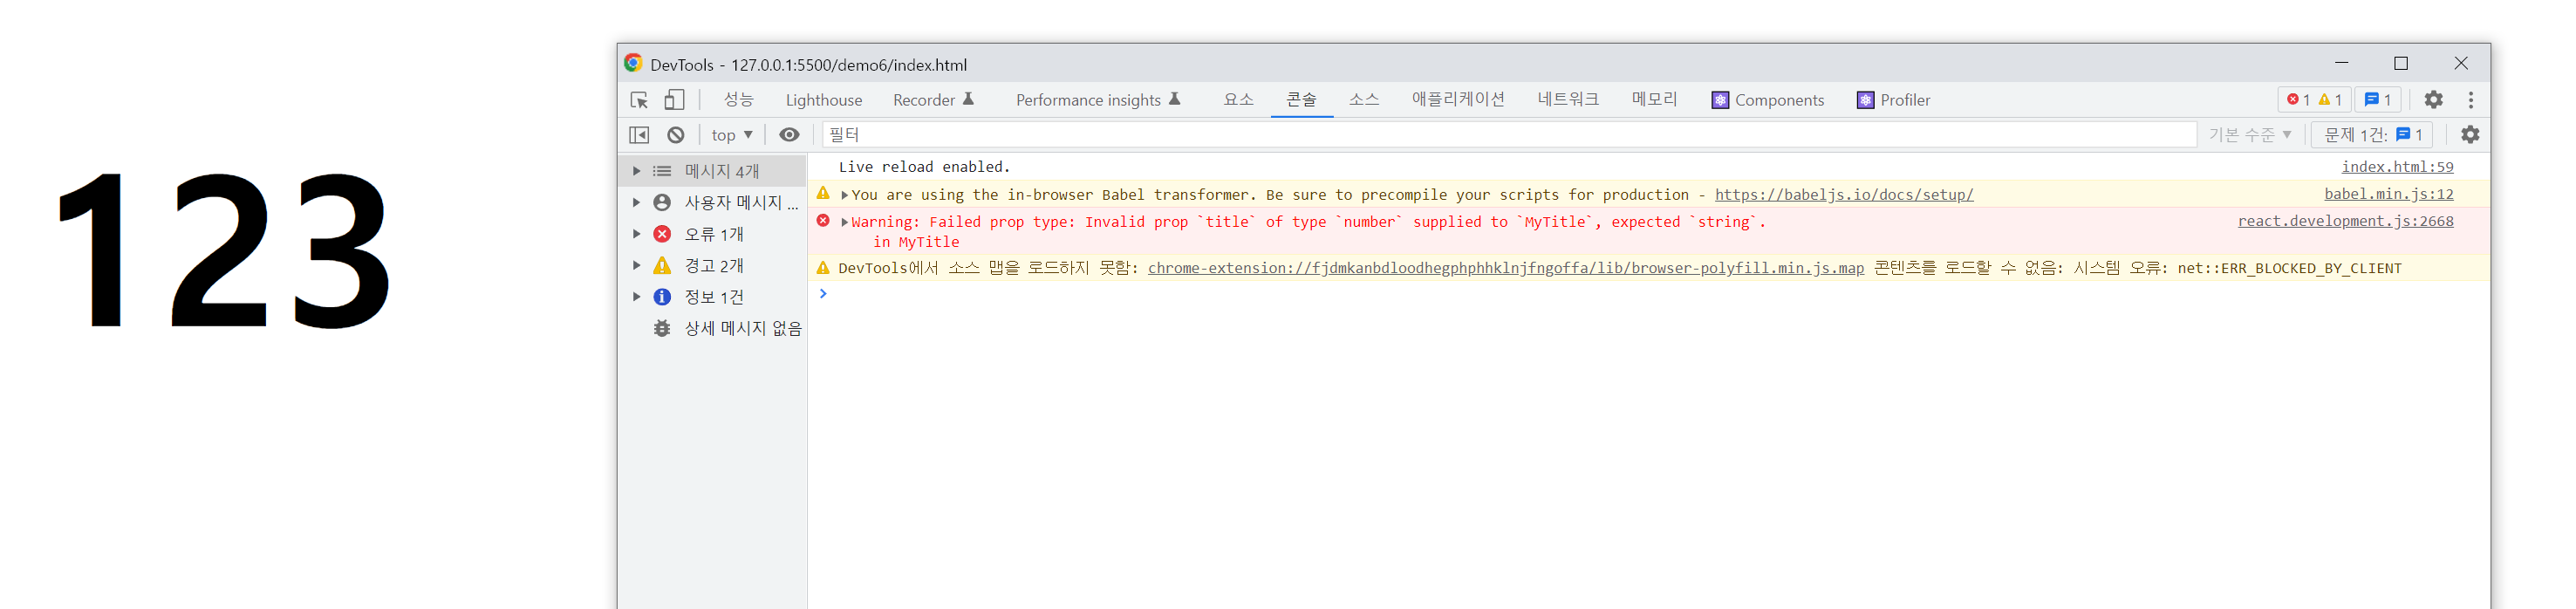 123
DevTools - 127.0.0.1:5500/demo6/index.html
성능 Lighthouse Recorder Performance insights 요소 콘솔 소스 애플리케이션 네트워크 메모리 Components Profiler 1 1 1
top 필터 기본 수준 문제 1건: 1
메시지 4개
사용자 메시지 ...
오류 1개
경고 2개
정보 1건
상세 메시지 없음
Live reload enabled. index.html:59
You are using the in-browser Babel transformer. Be sure to precompile your scripts for production - https://babeljs.io/docs/setup/ babel.min.js:12
Warning: Failed prop type: Invalid prop `title` of type `number` supplied to `MyTitle`, expected `string`. react.development.js:2668
in MyTitle
DevTools에서 소스 맵을 로드하지 못함: chrome-extension://fjdmkanbdloodhegphphhklnjfngoffa/lib/browser-polyfill.min.js.map 콘텐츠를 로드할 수 없음: 시스템 오류: net::ERR_BLOCKED_BY_CLIENT